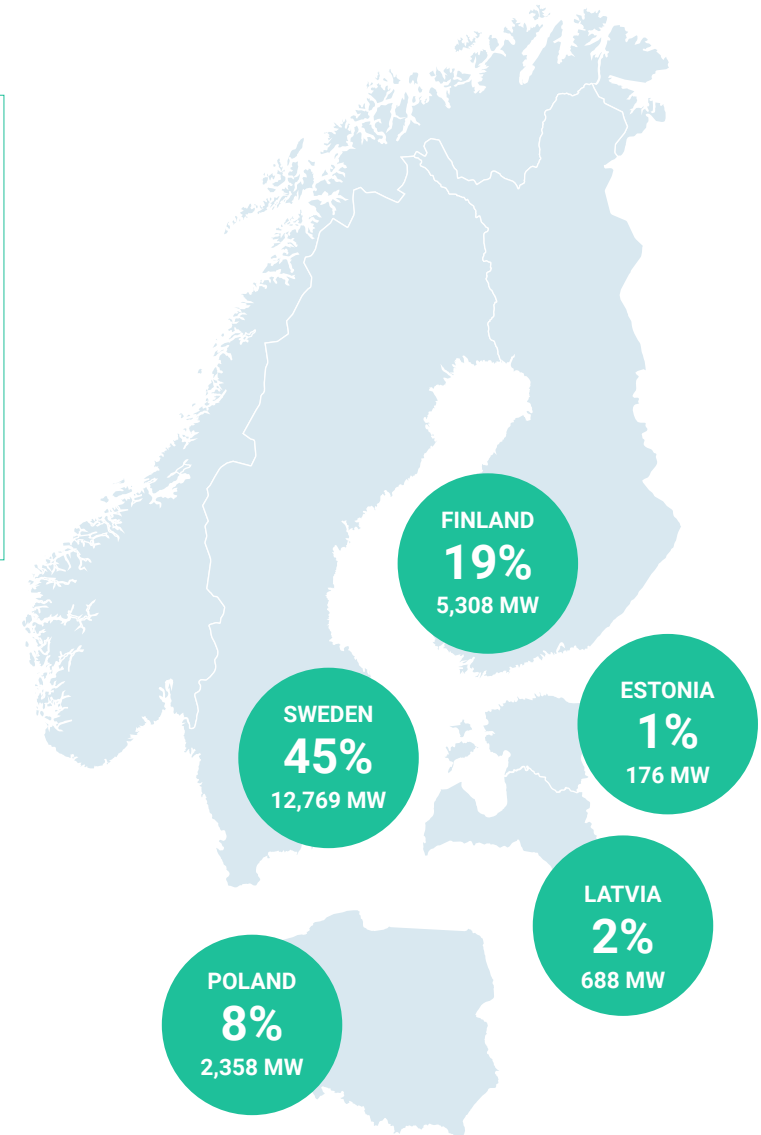 FINLAND
19%
5,308 MW
ESTONIA
1%
176 MW
SWEDEN
45%
12,769 MW
LATVIA
2%
688 MW
POLAND
8%
2,358 MW